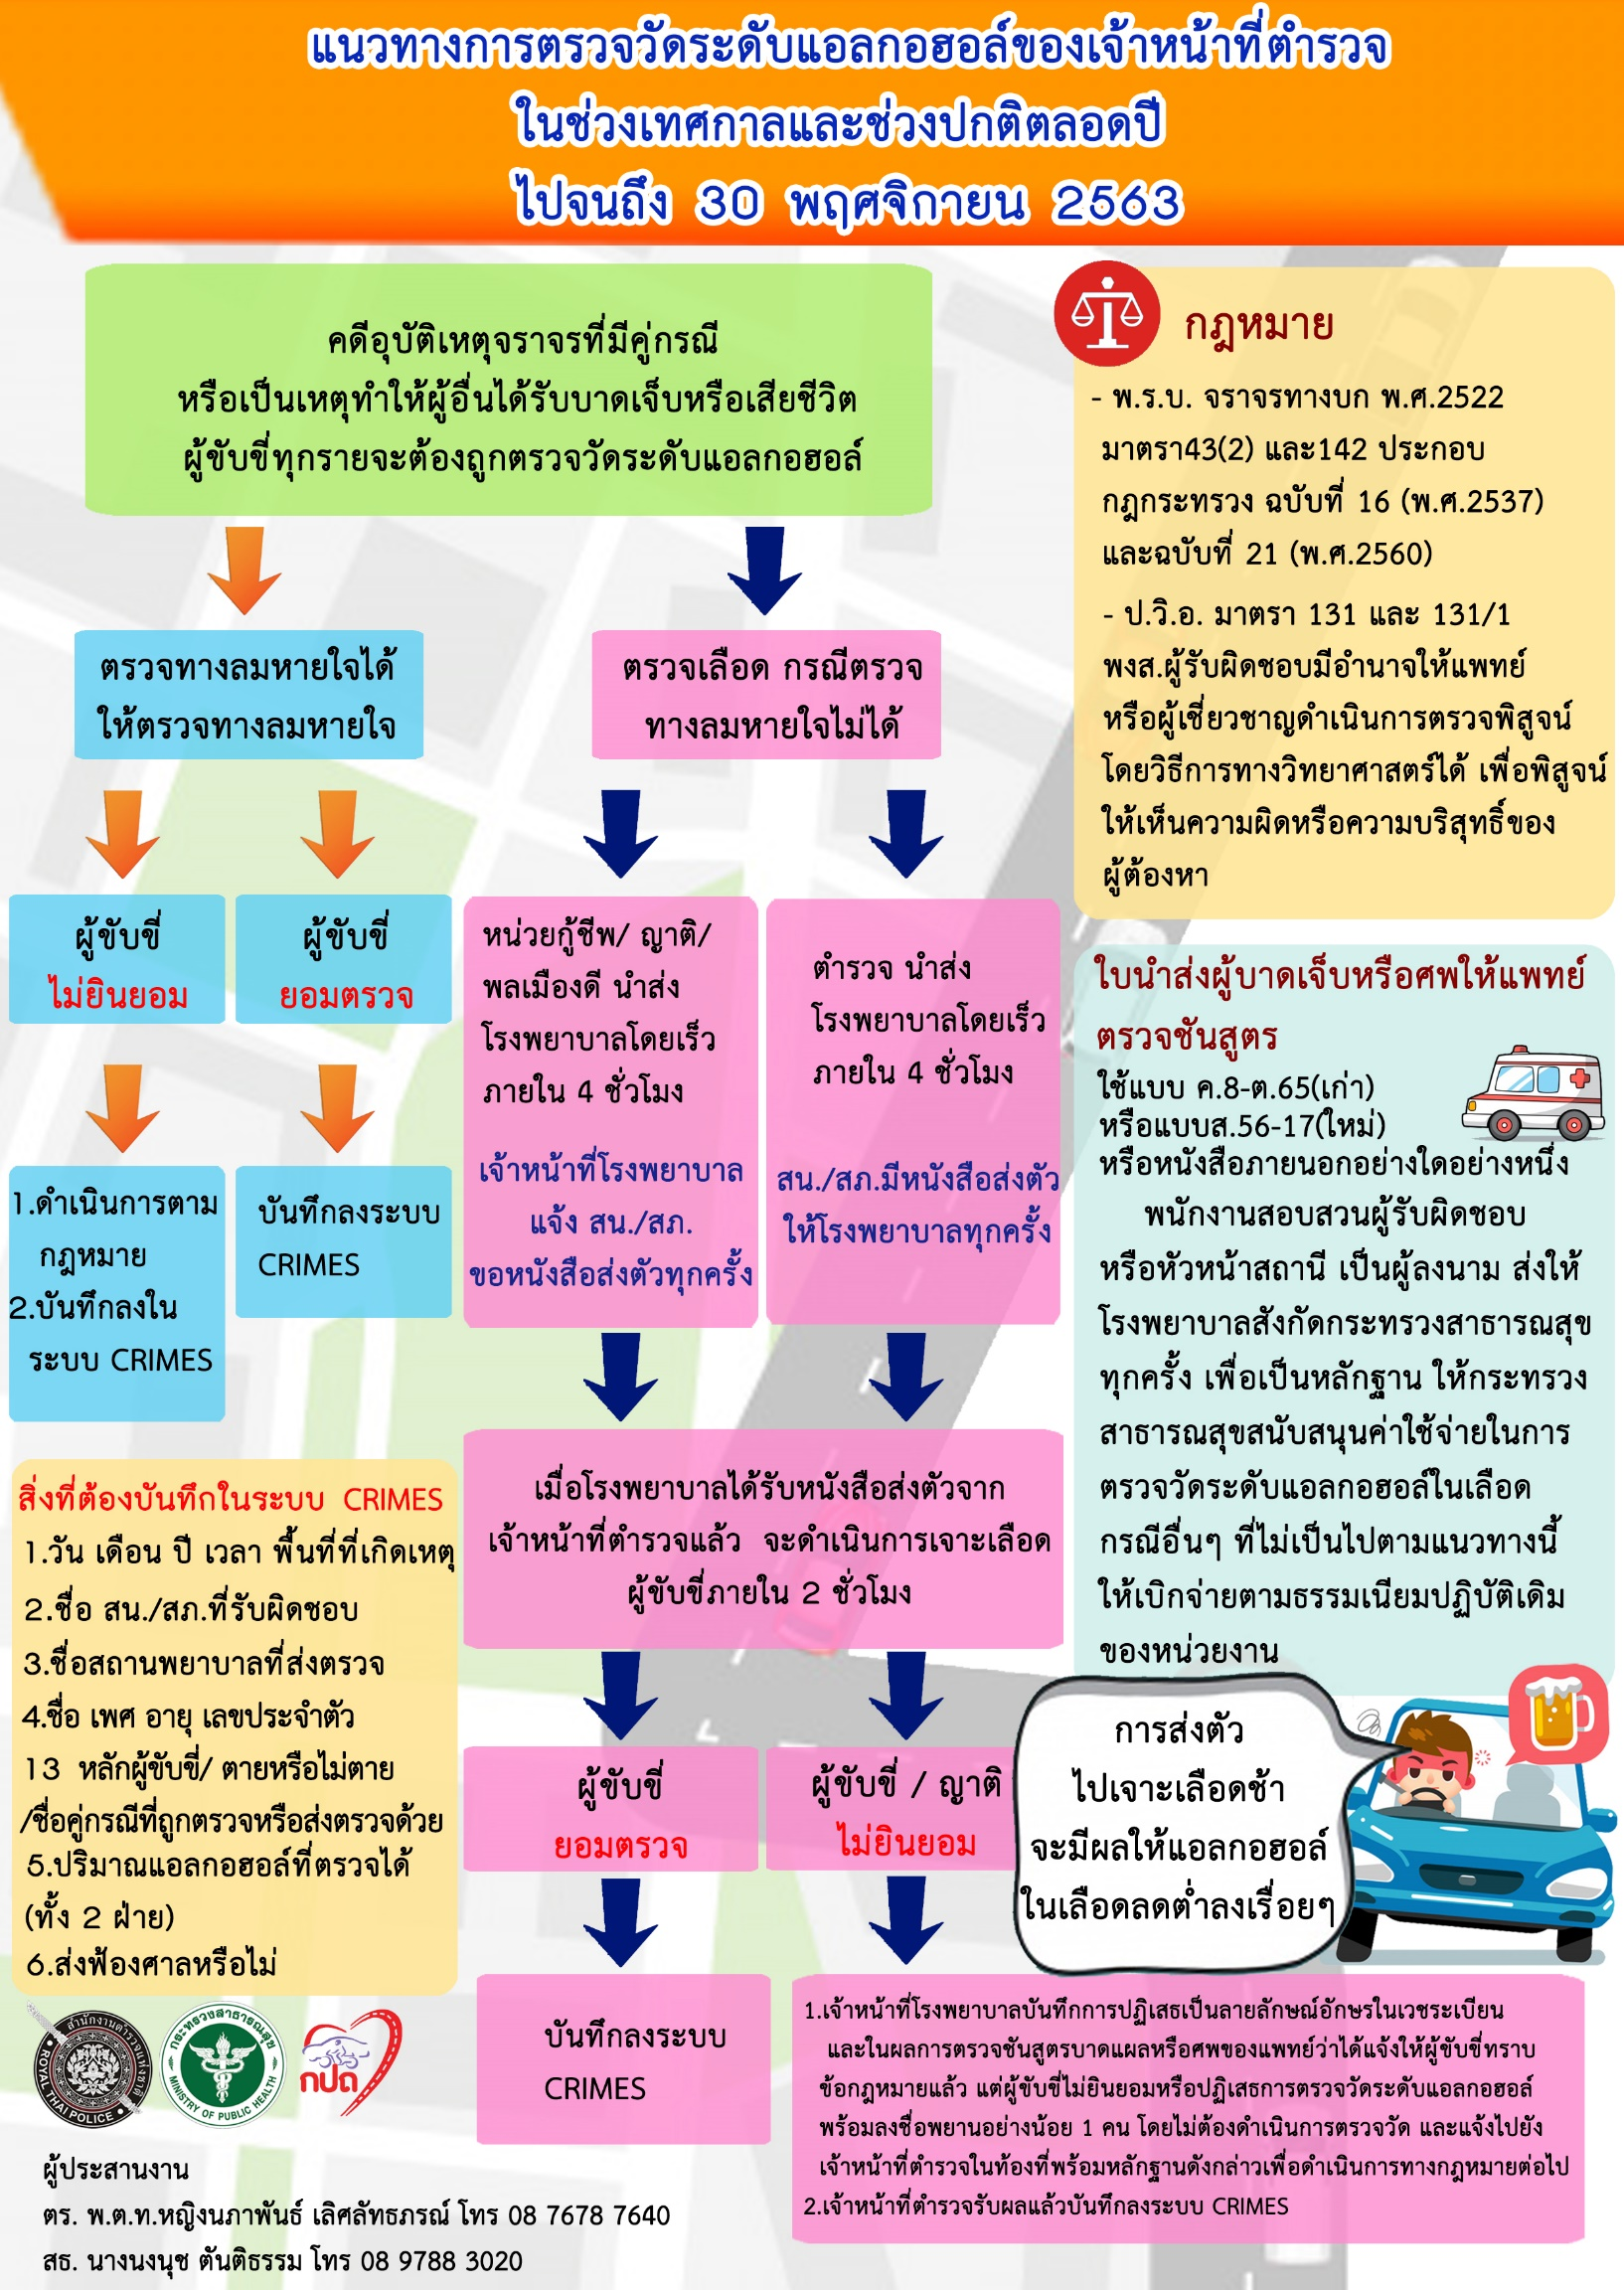 แนวทางการตรวจวัดระดับแอลกอฮอล์ของเจ้าหน้าที่ตำรวจ
ในช่วงเทศกาลและช่วงปกติตลอดปี
ไปจนถึง 30 พฤศจิกายน 2563
คดีอุบัติเหตุจราจรที่มีคู่กรณี
หรือเป็นเหตุทำให้ผู้อื่นได้รับบาดเจ็บหรือเสียชีวิต
ผู้ขับขี่ทุกรายจะต้องถูกตรวจวัดระดับแอลกอฮอล์
ตรวจทางลมหายใจได้
ให้ตรวจทางลมหายใจ
ตรวจเลือด กรณีตรวจ
ทางลมหายใจไม่ได้
ผู้ขับขี่
ไม่ยินยอม
ผู้ขับขี่
ยอมตรวจ
1.ดำเนินการตาม
กฎหมาย
2.บันทึกลงใน
ระบบ CRIMES
บันทึกลงระบบ
CRIMES
หน่วยกู้ชีพ/ ญาติ/
พลเมืองดี นำส่ง
โรงพยาบาลโดยเร็ว
ภายใน 4 ชั่วโมง
เจ้าหน้าที่โรงพยาบาล
แจ้ง สน./สภ.
ขอหนังสือส่งตัวทุกครั้ง
ตำรวจ นำส่ง
โรงพยาบาลโดยเร็ว
ภายใน 4 ชั่วโมง
สน./สภ.มีหนังสือส่งตัว
ให้โรงพยาบาลทุกครั้ง
เมื่อโรงพยาบาลได้รับหนังสือส่งตัวจาก
เจ้าหน้าที่ตำรวจแล้ว จะดำเนินการเจาะเลือด
ผู้ขับขี่ภายใน 2 ชั่วโมง
ผู้ขับขี่
ยอมตรวจ
ผู้ขับขี่ / ญาติ
ไม่ยินยอม
บันทึกลงระบบ
CRIMES
1.เจ้าหน้าที่โรงพยาบาลบันทึกการปฏิเสธเป็นลายลักษณ์อักษรในเวชระเบียน
และในผลการตรวจชันสูตรบาดแผลหรือศพของแพทย์ว่าได้แจ้งให้ผู้ขับขี่ทราบ
ข้อกฎหมายแล้ว แต่ผู้ขับขี่ไม่ยินยอมหรือปฏิเสธการตรวจวัดระดับแอลกอฮอล์
พร้อมลงชื่อพยานอย่างน้อย 1 คน โดยไม่ต้องดำเนินการตรวจวัด และแจ้งไปยัง
เจ้าหน้าที่ตำรวจในท้องที่พร้อมหลักฐานดังกล่าวเพื่อดำเนินการทางกฎหมายต่อไป
2.เจ้าหน้าที่ตำรวจรับผลแล้วบันทึกลงระบบ CRIMES
กฎหมาย
- พ.ร.บ. จราจรทางบก พ.ศ.2522
มาตรา43(2) และ142 ประกอบ
กฎกระทรวง ฉบับที่ 16 (พ.ศ.2537)
และฉบับที่ 21 (พ.ศ.2560)
- ป.วิ.อ. มาตรา 131 และ 131/1
พงส.ผู้รับผิดชอบมีอำนาจให้แพทย์
หรือผู้เชี่ยวชาญดำเนินการตรวจพิสูจน์
โดยวิธีการทางวิทยาศาสตร์ได้ เพื่อพิสูจน์
ให้เห็นความผิดหรือความบริสุทธิ์ของ
ผู้ต้องหา
ใบนำส่งผู้บาดเจ็บหรือศพให้แพทย์
ตรวจชันสูตร
ใช้แบบ ค.8-ต.65(เก่า)
หรือแบบส.56-17(ใหม่)
หรือหนังสือภายนอกอย่างใดอย่างหนึ่ง
พนักงานสอบสวนผู้รับผิดชอบ
หรือหัวหน้าสถานี เป็นผู้ลงนาม ส่งให้
โรงพยาบาลสังกัดกระทรวงสาธารณสุข
ทุกครั้ง เพื่อเป็นหลักฐาน ให้กระทรวง
สาธารณสุขสนับสนุนค่าใช้จ่ายในการ
ตรวจวัดระดับแอลกอฮอล์ในเลือด
กรณีอื่นๆ ที่ไม่เป็นไปตามแนวทางนี้
ให้เบิกจ่ายตามธรรมเนียมปฏิบัติเดิม
ของหน่วยงาน
การส่งตัว
ไปเจาะเลือดช้า
จะมีผลให้แอลกอฮอล์
ในเลือดลดต่ำลงเรื่อยๆ
สิ่งที่ต้องบันทึกในระบบ CRIMES
1.วัน เดือน ปี เวลา พื้นที่ที่เกิดเหตุ
2.ชื่อ สน./สภ.ที่รับผิดชอบ
3.ชื่อสถานพยาบาลที่ส่งตรวจ
4.ชื่อ เพศ อายุ เลขประจำตัว
13 หลักผู้ขับขี่/ ตายหรือไม่ตาย
/ชื่อคู่กรณีที่ถูกตรวจหรือส่งตรวจด้วย
5.ปริมาณแอลกอฮอล์ที่ตรวจได้
(ทั้ง 2 ฝ่าย)
6.ส่งฟ้องศาลหรือไม่
สำนักงานตำรวจแห่งชาติ
ROYAL THAI POLICE
กระทรวงสาธารณสุข
MINISTRY OF PUBLIC HEALTH
กปถ
ผู้ประสานงาน
ตร. พ.ต.ท.หญิงนภาพันธ์ เลิศลัทธภรณ์ โทร 08 7678 7640
สธ. นางนงนุช ตันติธรรม โทร 08 9788 3020